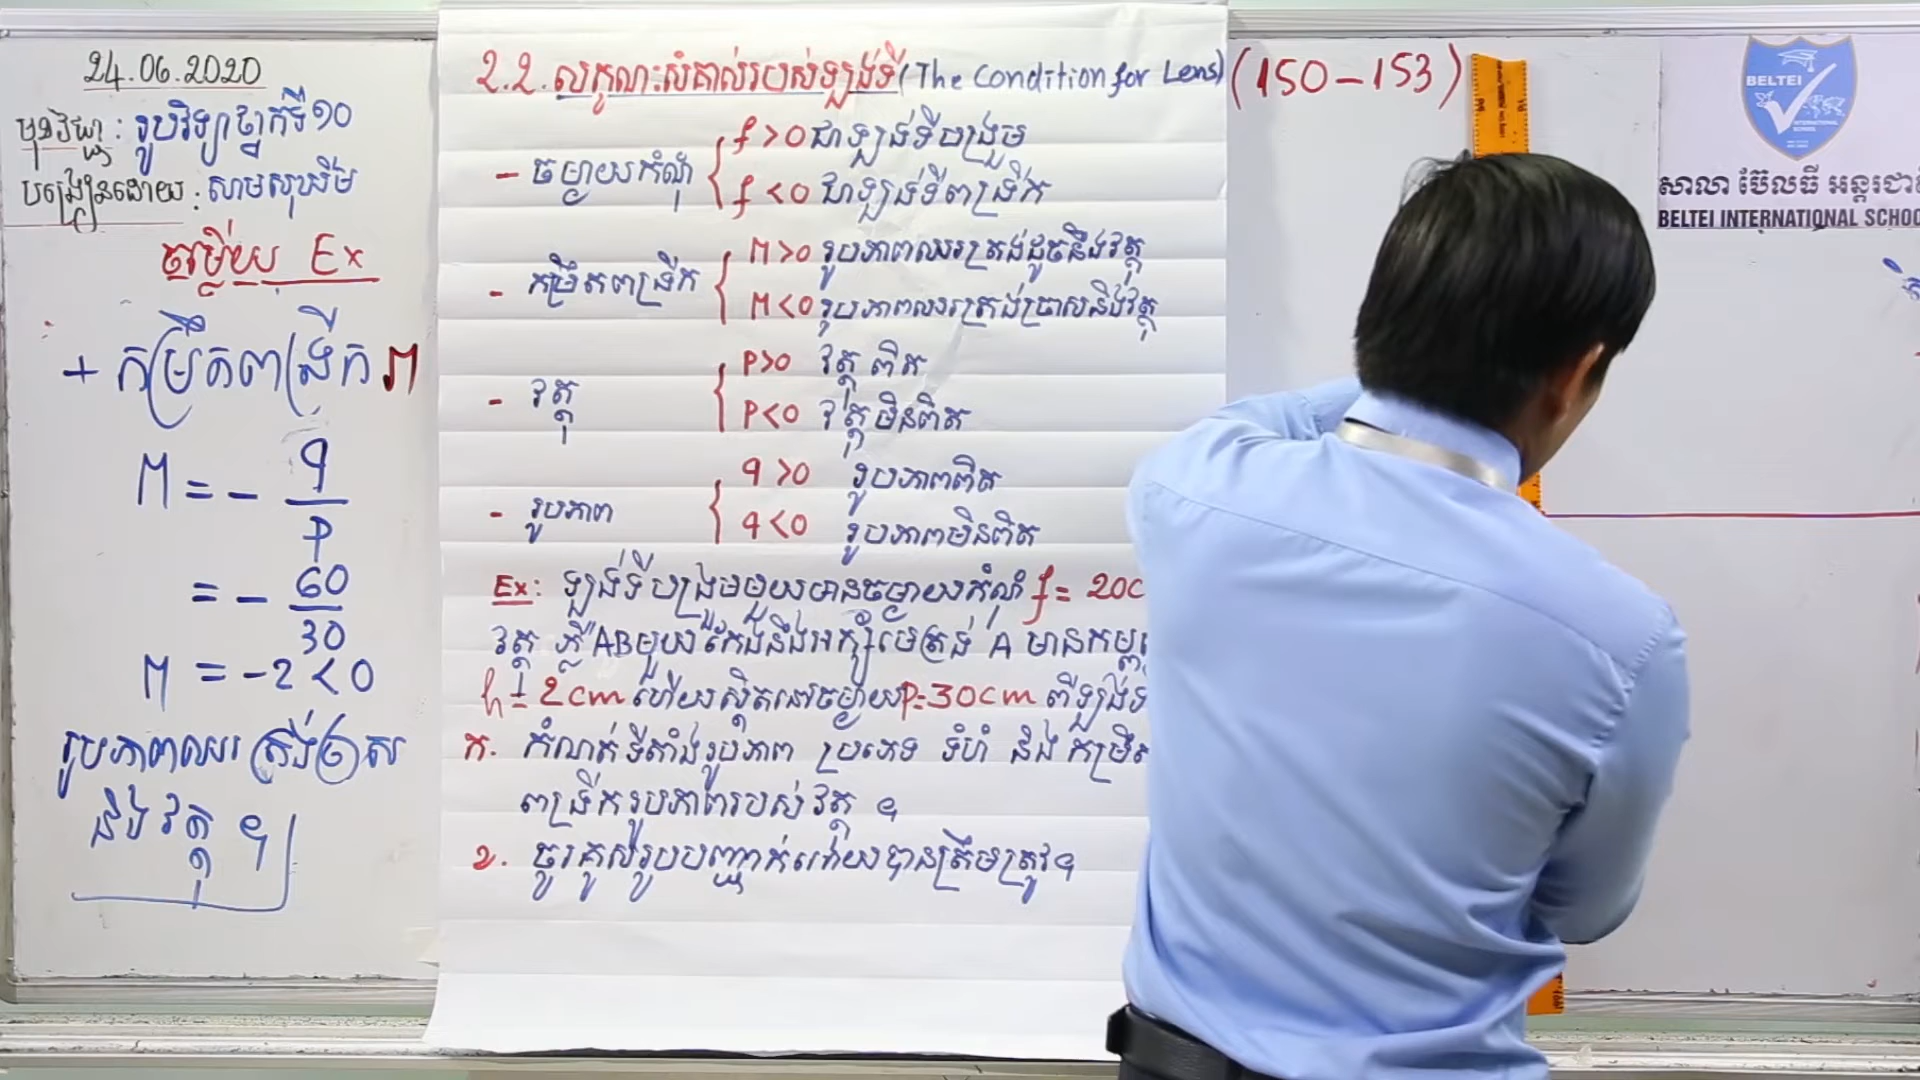 24.06.2020
មុខវិជ្ជា : រូបវិទ្យាថ្នាក់ទី១០
បង្រៀនដោយ : សាមសុឃីម
ចម្លើយ Ex
+ កម្រឹតពង្រីក M
M = - q
p
= - 60
30
M = -2 < 0
រូបភាពឈរត្រង់ច្រាស
និងវត្ថុ ។
2.2. លក្ខណៈសំគាល់របស់ឡង់ទី (The Condition for Lens) (150-153)
- ចម្ងាយកំណុំ { f > 0 ជាឡង់ទីបង្រួម
f < 0 ជាឡង់ទីពង្រីក
- កម្រឹតពង្រីក { M > 0 រូបភាពឈរត្រង់ដូចនឹងវត្ថុ
M < 0 រូបភាពឈរត្រង់ច្រាសនិងវត្ថុ
- វត្ថុ { P > 0 វត្ថុ ពិត
P < 0 វត្ថុមិនពិត
- រូបភាព { q > 0 រូបភាពពិត
q < 0 រូបភាពមិនពិត
Ex: ឡង់ទីបង្រួមមួយមានចម្ងាយកំណុំ f = 20c
វត្ថុ ភ្លឺ AB មួយកែងនឹងអ័ក្សមេត្រង់ A មានកម្ព
h = 2cm ហើយស្ថិតនៅចម្ងាយ P = 30cm ពីឡង់ទ
ក. កំណត់ទីតាំងរូបភាព ប្រភេទ ទំហំ និង កម្រឹត
ពង្រីករូបភាពរបស់វត្ថុ ។
ខ. ចូរគូសរូបបញ្ជាក់អោយបានត្រឹមត្រូវ។
BELTEI
INTERNATIONAL
SCHOOL
សាលា ប៊ែលធី អន្តរជាតិ
BELTEI INTERNATIONAL SCHOO